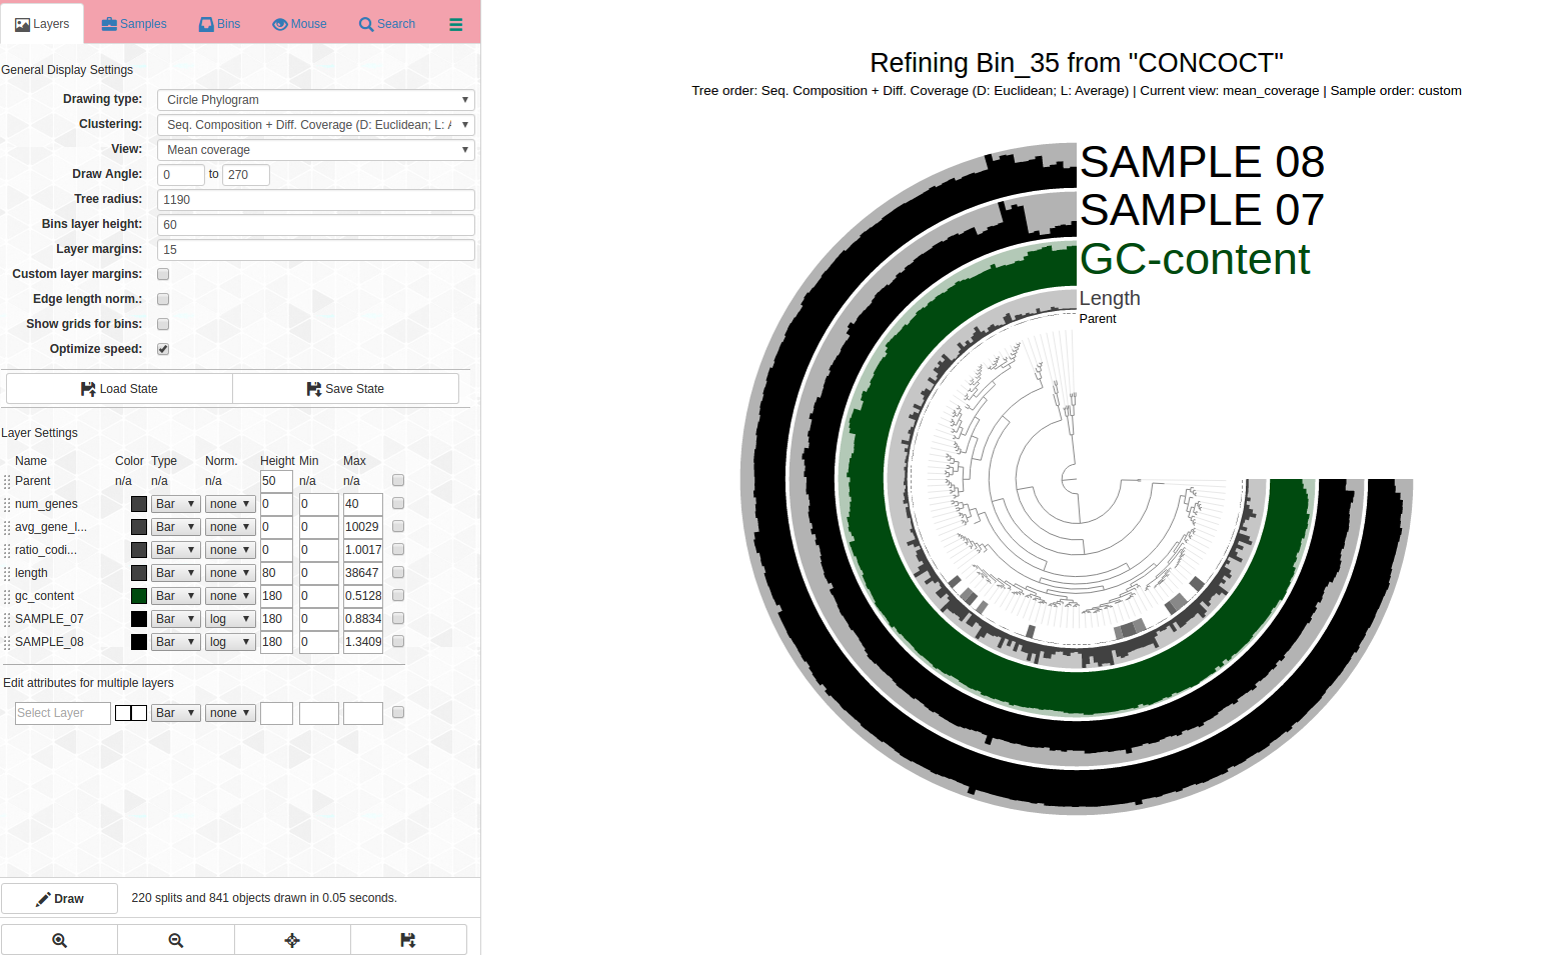 Layers Samples Bins Mouse Search
General Display Settings
Drawing type: Circle Phylogram
Clustering: Seq. Composition + Diff. Coverage (D: Euclidean; L:
View: Mean coverage
Draw Angle: 0 to 270
Tree radius: 1190
Bins layer height: 60
Layer margins: 15
Custom layer margins:
Edge length norm.:
Show grids for bins:
Optimize speed:
Load State Save State
Layer Settings
Name Color Type Norm. Height Min Max
Parent n/a n/a n/a 50 n/a n/a
num_genes Bar none 0 0 40
avg_gene_l... Bar none 0 0 10029
ratio_codi... Bar none 0 0 1.0017
length Bar none 80 0 38647
gc_content Bar none 180 0 0.5128
SAMPLE_07 Bar log 180 0 0.8834
SAMPLE_08 Bar log 180 0 1.3409
Edit attributes for multiple layers
Select Layer Bar none
Draw 220 splits and 841 objects drawn in 0.05 seconds.
Refining Bin_35 from "CONCOCT"
Tree order: Seq. Composition + Diff. Coverage (D: Euclidean; L: Average) | Current view: mean_coverage | Sample order: custom
SAMPLE 08
SAMPLE 07
GC-content
Length
Parent